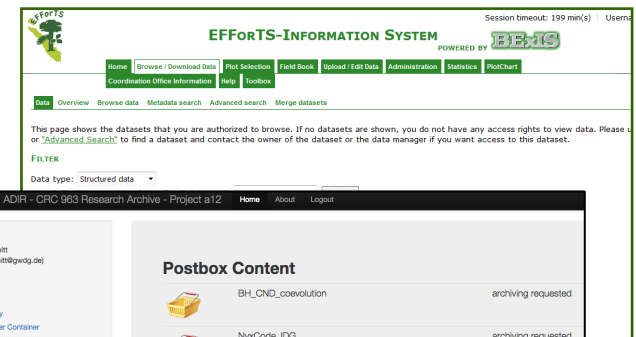 EFForTS
Session timeout: 199 min(s) | Userna
EFForTS-Information System
POWERED BY BExIS
Home Browse / Download Data Plot Selection Field Book Upload / Edit Data Administration Statistics PlotChart
Coordination Office Information Help Toolbox
Data Overview Browse data Metadata search Advanced search Merge datasets
This page shows the datasets that you are authorized to browse. If no datasets are shown, you do not have any access rights to view data. Please u
or "Advanced Search" to find a dataset and contact the owner of the dataset or the data manager if you want access to this dataset.
Filter
Data type: Structured data
ADIR - CRC 963 Research Archive - Project a12 Home About Logout
nitt
nitt@gwdg.de)
Postbox Content
BH_CND_coevolution archiving requested
y
er Container
NyxCode_IDG archiving requested